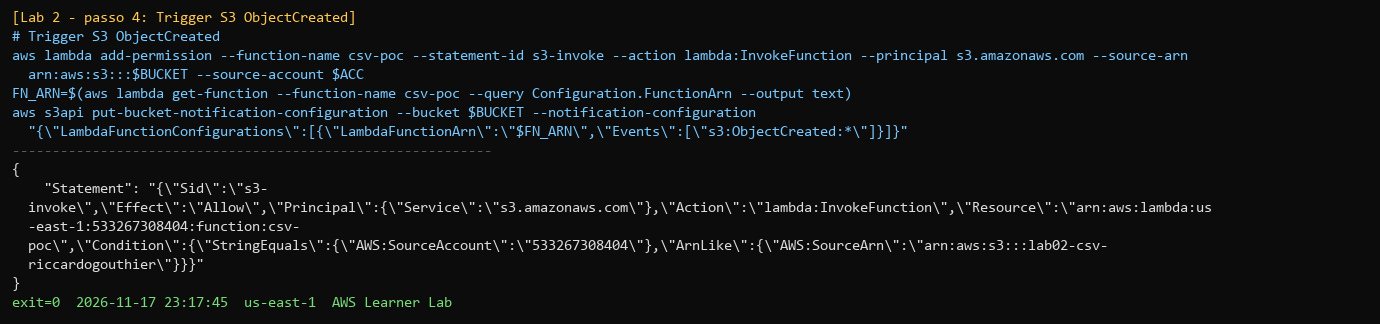 [Lab 2 - passo 4: Trigger S3 ObjectCreated]
# Trigger S3 ObjectCreated
aws lambda add-permission --function-name csv-poc --statement-id s3-invoke --action lambda:InvokeFunction --principal s3.amazonaws.com --source-arn
arn:aws:s3:::$BUCKET --source-account $ACC
FN_ARN=$(aws lambda get-function --function-name csv-poc --query Configuration.FunctionArn --output text)
aws s3api put-bucket-notification-configuration --bucket $BUCKET --notification-configuration
"{\"LambdaFunctionConfigurations\":[{\"LambdaFunctionArn\":\"$FN_ARN\",\"Events\":[\"s3:ObjectCreated:*\"]}]}"
------------------------------------------------------------
{
"Statement": "{\"Sid\":\"s3-
invoke\",\"Effect\":\"Allow\",\"Principal\":{\"Service\":\"s3.amazonaws.com\"},\"Action\":\"lambda:InvokeFunction\",\"Resource\":\"arn:aws:lambda:us
-east-1:533267308404:function:csv-
poc\",\"Condition\":{\"StringEquals\":{\"AWS:SourceAccount\":\"533267308404\"},\"ArnLike\":{\"AWS:SourceArn\":\"arn:aws:s3:::lab02-csv-
riccardogouthier\"}}}"
}
exit=0  2026-11-17 23:17:45  us-east-1  AWS Learner Lab